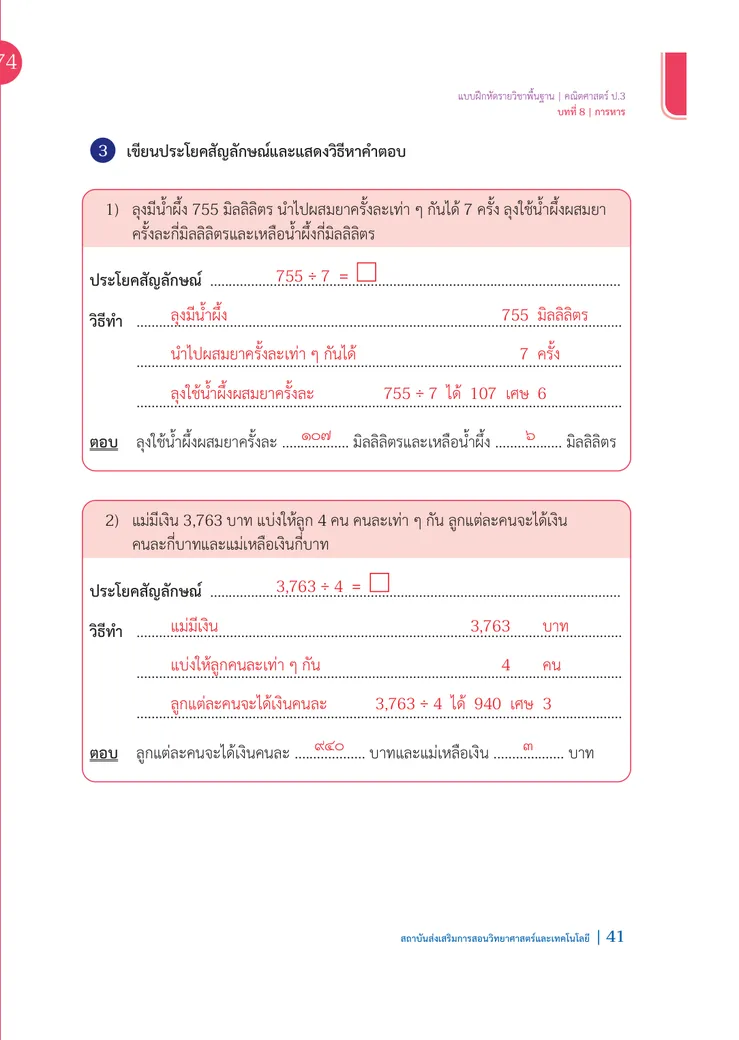 74
แบบฝึกหัดรายวิชาพื้นฐาน | คณิตศาสตร์ ป.3
บทที่ 8 | การหาร
3 เขียนประโยคสัญลักษณ์และแสดงวิธีหาคำตอบ
1) ลุงมีน้ำผึ้ง 755 มิลลิลิตร นำไปผสมยาครั้งละเท่า ๆ กันได้ 7 ครั้ง ลุงใช้น้ำผึ้งผสมยา
ครั้งละกี่มิลลิลิตรและเหลือน้ำผึ้งกี่มิลลิลิตร
ประโยคสัญลักษณ์ 755 ÷ 7 = □
วิธีทำ ลุงมีน้ำผึ้ง 755 มิลลิลิตร
นำไปผสมยาครั้งละเท่า ๆ กันได้ 7 ครั้ง
ลุงใช้น้ำผึ้งผสมยาครั้งละ 755 ÷ 7 ได้ 107 เศษ 6
ตอบ ลุงใช้น้ำผึ้งผสมยาครั้งละ ๑๐๗ มิลลิลิตรและเหลือน้ำผึ้ง ๖ มิลลิลิตร
2) แม่มีเงิน 3,763 บาท แบ่งให้ลูก 4 คน คนละเท่า ๆ กัน ลูกแต่ละคนจะได้เงิน
คนละกี่บาทและแม่เหลือเงินกี่บาท
ประโยคสัญลักษณ์ 3,763 ÷ 4 = □
วิธีทำ แม่มีเงิน 3,763 บาท
แบ่งให้ลูกคนละเท่า ๆ กัน 4 คน
ลูกแต่ละคนจะได้เงินคนละ 3,763 ÷ 4 ได้ 940 เศษ 3
ตอบ ลูกแต่ละคนจะได้เงินคนละ ๙๔๐ บาทและแม่เหลือเงิน ๓ บาท
สถาบันส่งเสริมการสอนวิทยาศาสตร์และเทคโนโลยี | 41